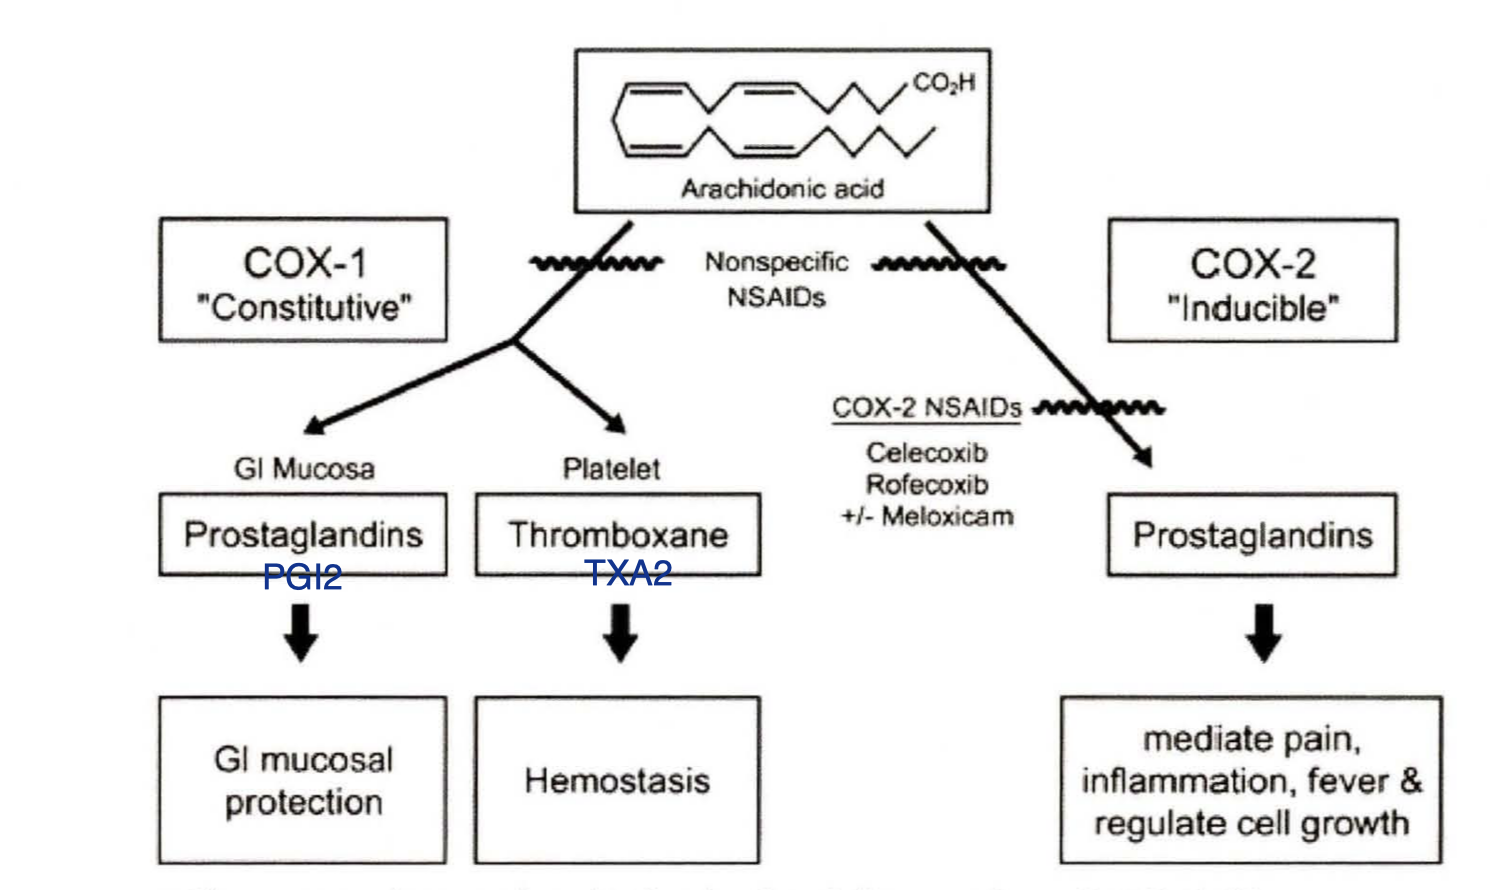 CO₂H
Arachidonic acid
COX-1
"Constitutive"
Nonspecific
NSAIDs
COX-2
"Inducible"
COX-2 NSAIDs
Celecoxib
Rofecoxib
+/- Meloxicam
GI Mucosa
Platelet
Prostaglandins
PGI2
Thromboxane
TXA2
Prostaglandins
GI mucosal
protection
Hemostasis
mediate pain,
inflammation, fever &
regulate cell growth